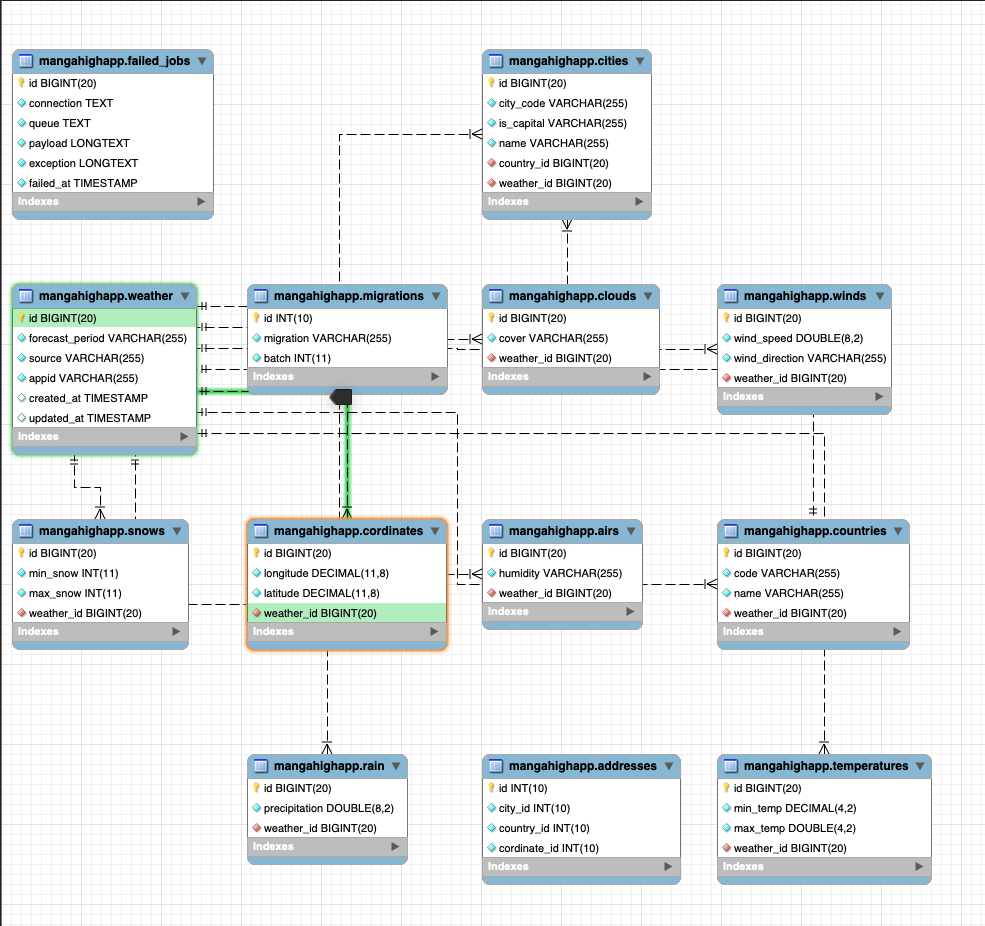 mangahighapp.failed_jobs
id BIGINT(20)
connection TEXT
queue TEXT
payload LONGTEXT
exception LONGTEXT
failed_at TIMESTAMP
Indexes
mangahighapp.cities
id BIGINT(20)
city_code VARCHAR(255)
is_capital VARCHAR(255)
name VARCHAR(255)
country_id BIGINT(20)
weather_id BIGINT(20)
Indexes
mangahighapp.weather
id BIGINT(20)
forecast_period VARCHAR(255)
source VARCHAR(255)
appid VARCHAR(255)
created_at TIMESTAMP
updated_at TIMESTAMP
Indexes
mangahighapp.migrations
id INT(10)
migration VARCHAR(255)
batch INT(11)
Indexes
mangahighapp.clouds
id BIGINT(20)
cover VARCHAR(255)
weather_id BIGINT(20)
Indexes
mangahighapp.winds
id BIGINT(20)
wind_speed DOUBLE(8,2)
wind_direction VARCHAR(255)
weather_id BIGINT(20)
Indexes
mangahighapp.snows
id BIGINT(20)
min_snow INT(11)
max_snow INT(11)
weather_id BIGINT(20)
Indexes
mangahighapp.cordinates
id BIGINT(20)
longitude DECIMAL(11,8)
latitude DECIMAL(11,8)
weather_id BIGINT(20)
Indexes
mangahighapp.airs
id BIGINT(20)
humidity VARCHAR(255)
weather_id BIGINT(20)
Indexes
mangahighapp.countries
id BIGINT(20)
code VARCHAR(255)
name VARCHAR(255)
weather_id BIGINT(20)
Indexes
mangahighapp.rain
id BIGINT(20)
precipitation DOUBLE(8,2)
weather_id BIGINT(20)
Indexes
mangahighapp.addresses
id INT(10)
city_id INT(10)
country_id INT(10)
cordinate_id INT(10)
Indexes
mangahighapp.temperatures
id BIGINT(20)
min_temp DECIMAL(4,2)
max_temp DOUBLE(4,2)
weather_id BIGINT(20)
Indexes